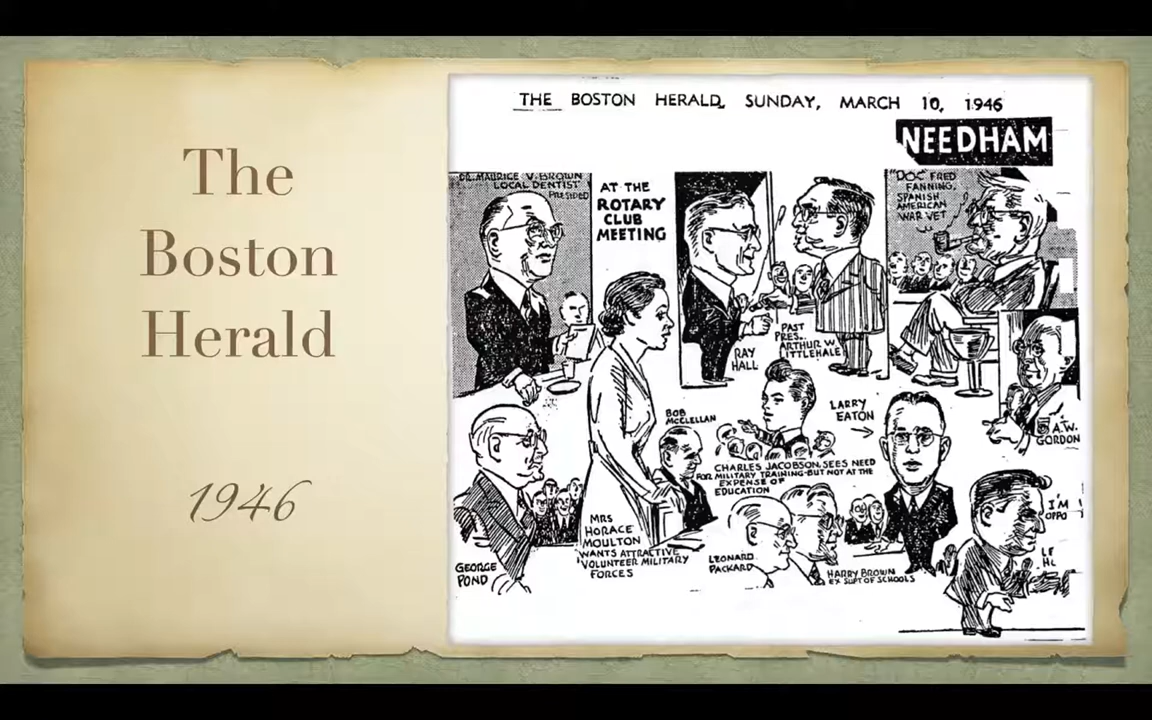 The
Boston
Herald
1946
THE BOSTON HERALD, SUNDAY, MARCH 10, 1946
NEEDHAM
DR. MAURICE V. BROWN
LOCAL DENTIST
PRESIDED
AT THE
ROTARY
CLUB
MEETING
"DOC" FRED
FANNING,
SPANISH
AMERICAN
WAR VET
RAY
HALL
PAST
PRES..
ARTHUR W.
LITTLEHALE
A.W.
GORDON
BOB
McCLELLAN
LARRY
EATON
CHARLES JACOBSON, SEES NEED
FOR MILITARY TRAINING-BUT NOT AT THE
EXPENSE OF
EDUCATION
GEORGE
POND
MRS
HORACE
MOULTON
WANTS ATTRACTIVE
VOLUNTEER MILITARY
FORCES
LEONARD
PACKARD
HARRY BROWN
EX SUPT OF SCHOOLS
I'M
OPPO